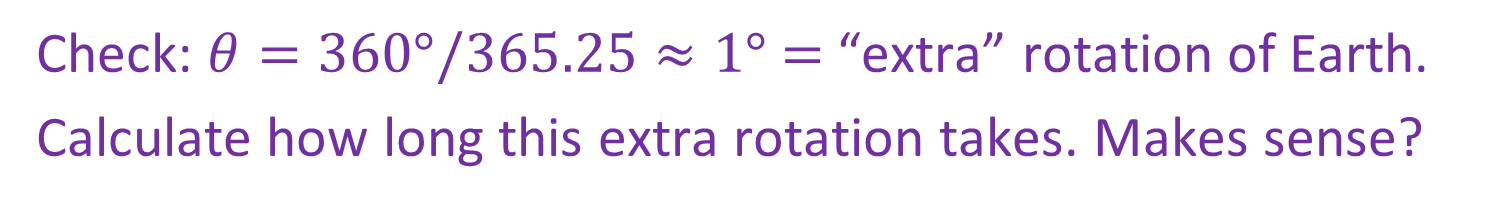 Check: 𝜃 = 360°/365.25 ≈ 1° = “extra” rotation of Earth.
Calculate how long this extra rotation takes. Makes sense?